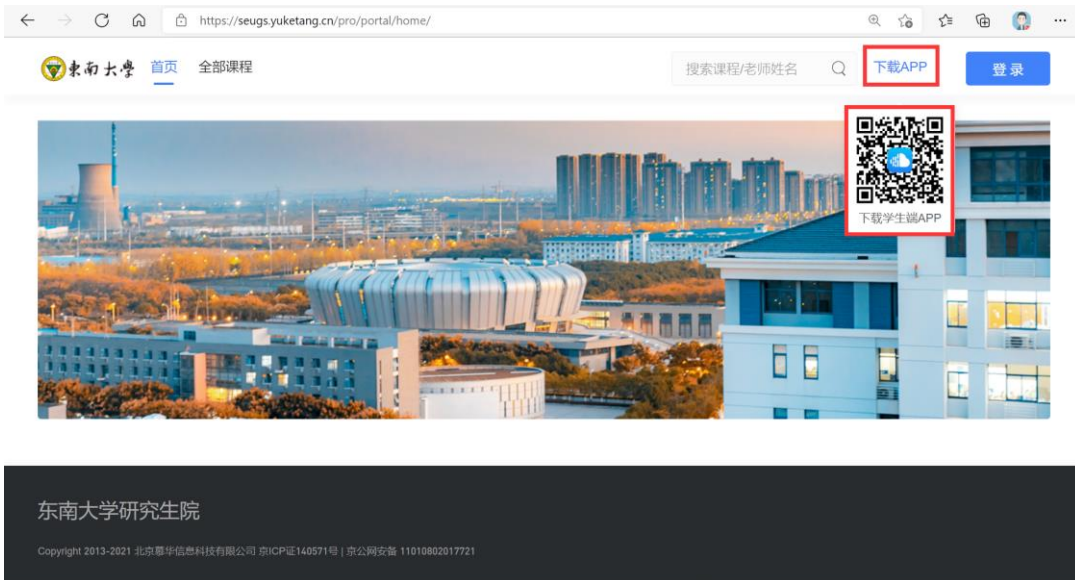 https://seugs.yuketang.cn/pro/portal/home/
東南大學 首页 全部课程 搜索课程/老师姓名 下载APP 登录
下载学生端APP
东南大学研究生院
Copyright 2013-2021 北京慕华信息科技有限公司 京ICP证140571号 | 京公网安备 11010802017721